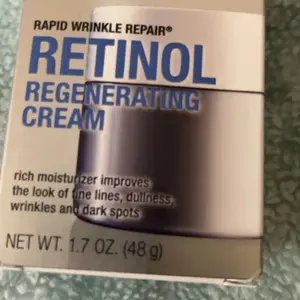 RAPID WRINKLE REPAIR®
RETINOL
REGENERATING
CREAM
rich moisturizer improves
the look of fine lines, dullness,
wrinkles and dark spots
NET WT. 1.7 OZ. (48 g)